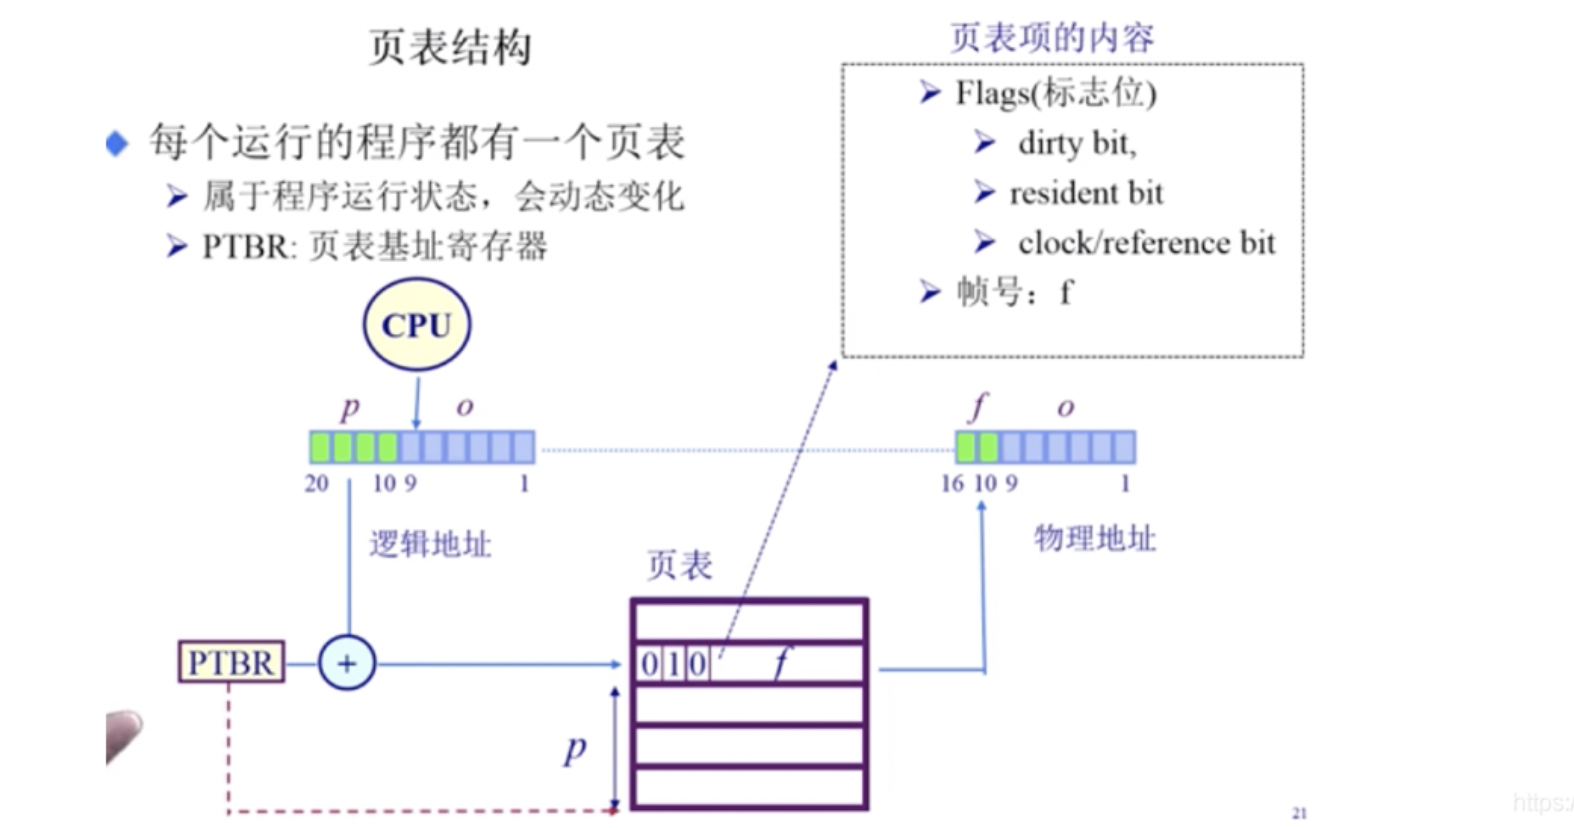 页表结构
每个运行的程序都有一个页表
属于程序运行状态，会动态变化
PTBR: 页表基址寄存器
页表项的内容
Flags(标志位)
dirty bit,
resident bit
clock/reference bit
帧号：f
CPU
p o
20 10 9 1
逻辑地址
f o
16 10 9 1
物理地址
页表
PTBR +
0 1 0 f
p
21
https:/